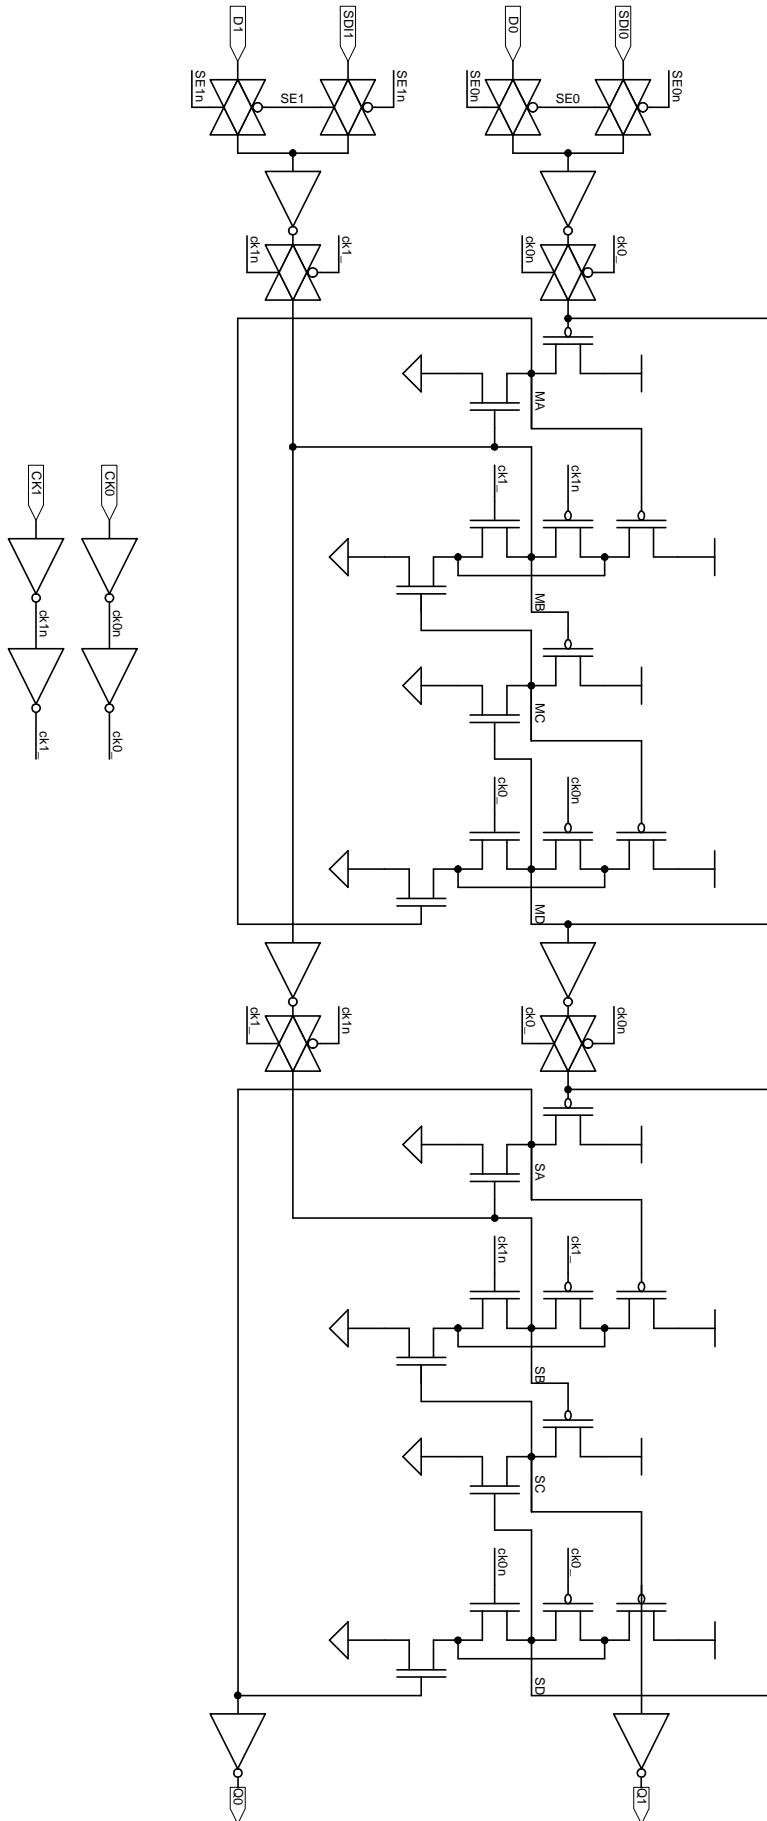 D1
SDI1
D0
SDI0
SE1n
SE1
SE1n
SE0n
SE0
SE0n
ck1n
ck1_
ck0n
ck0_
MA
CK1
CK0
ck1_
ck1n
MB
ck1n
ck0n
MC
ck1_
ck0_
ck0_
ck0n
MD
ck1_
ck1n
ck0_
ck0n
SA
ck1n
ck1_
SB
SC
ck0n
ck0_
SD
Q0
Q1